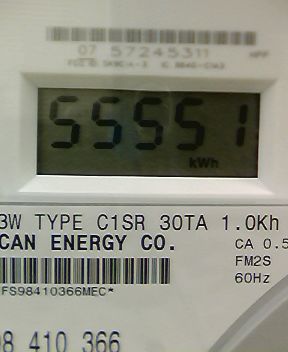 07 57245311
55551
kWh
3W TYPE C1SR 30TA 1.0Kh
CAN ENERGY CO.
CA 0.5
FM2S
60Hz
FS98410366MEC*
98 410 366